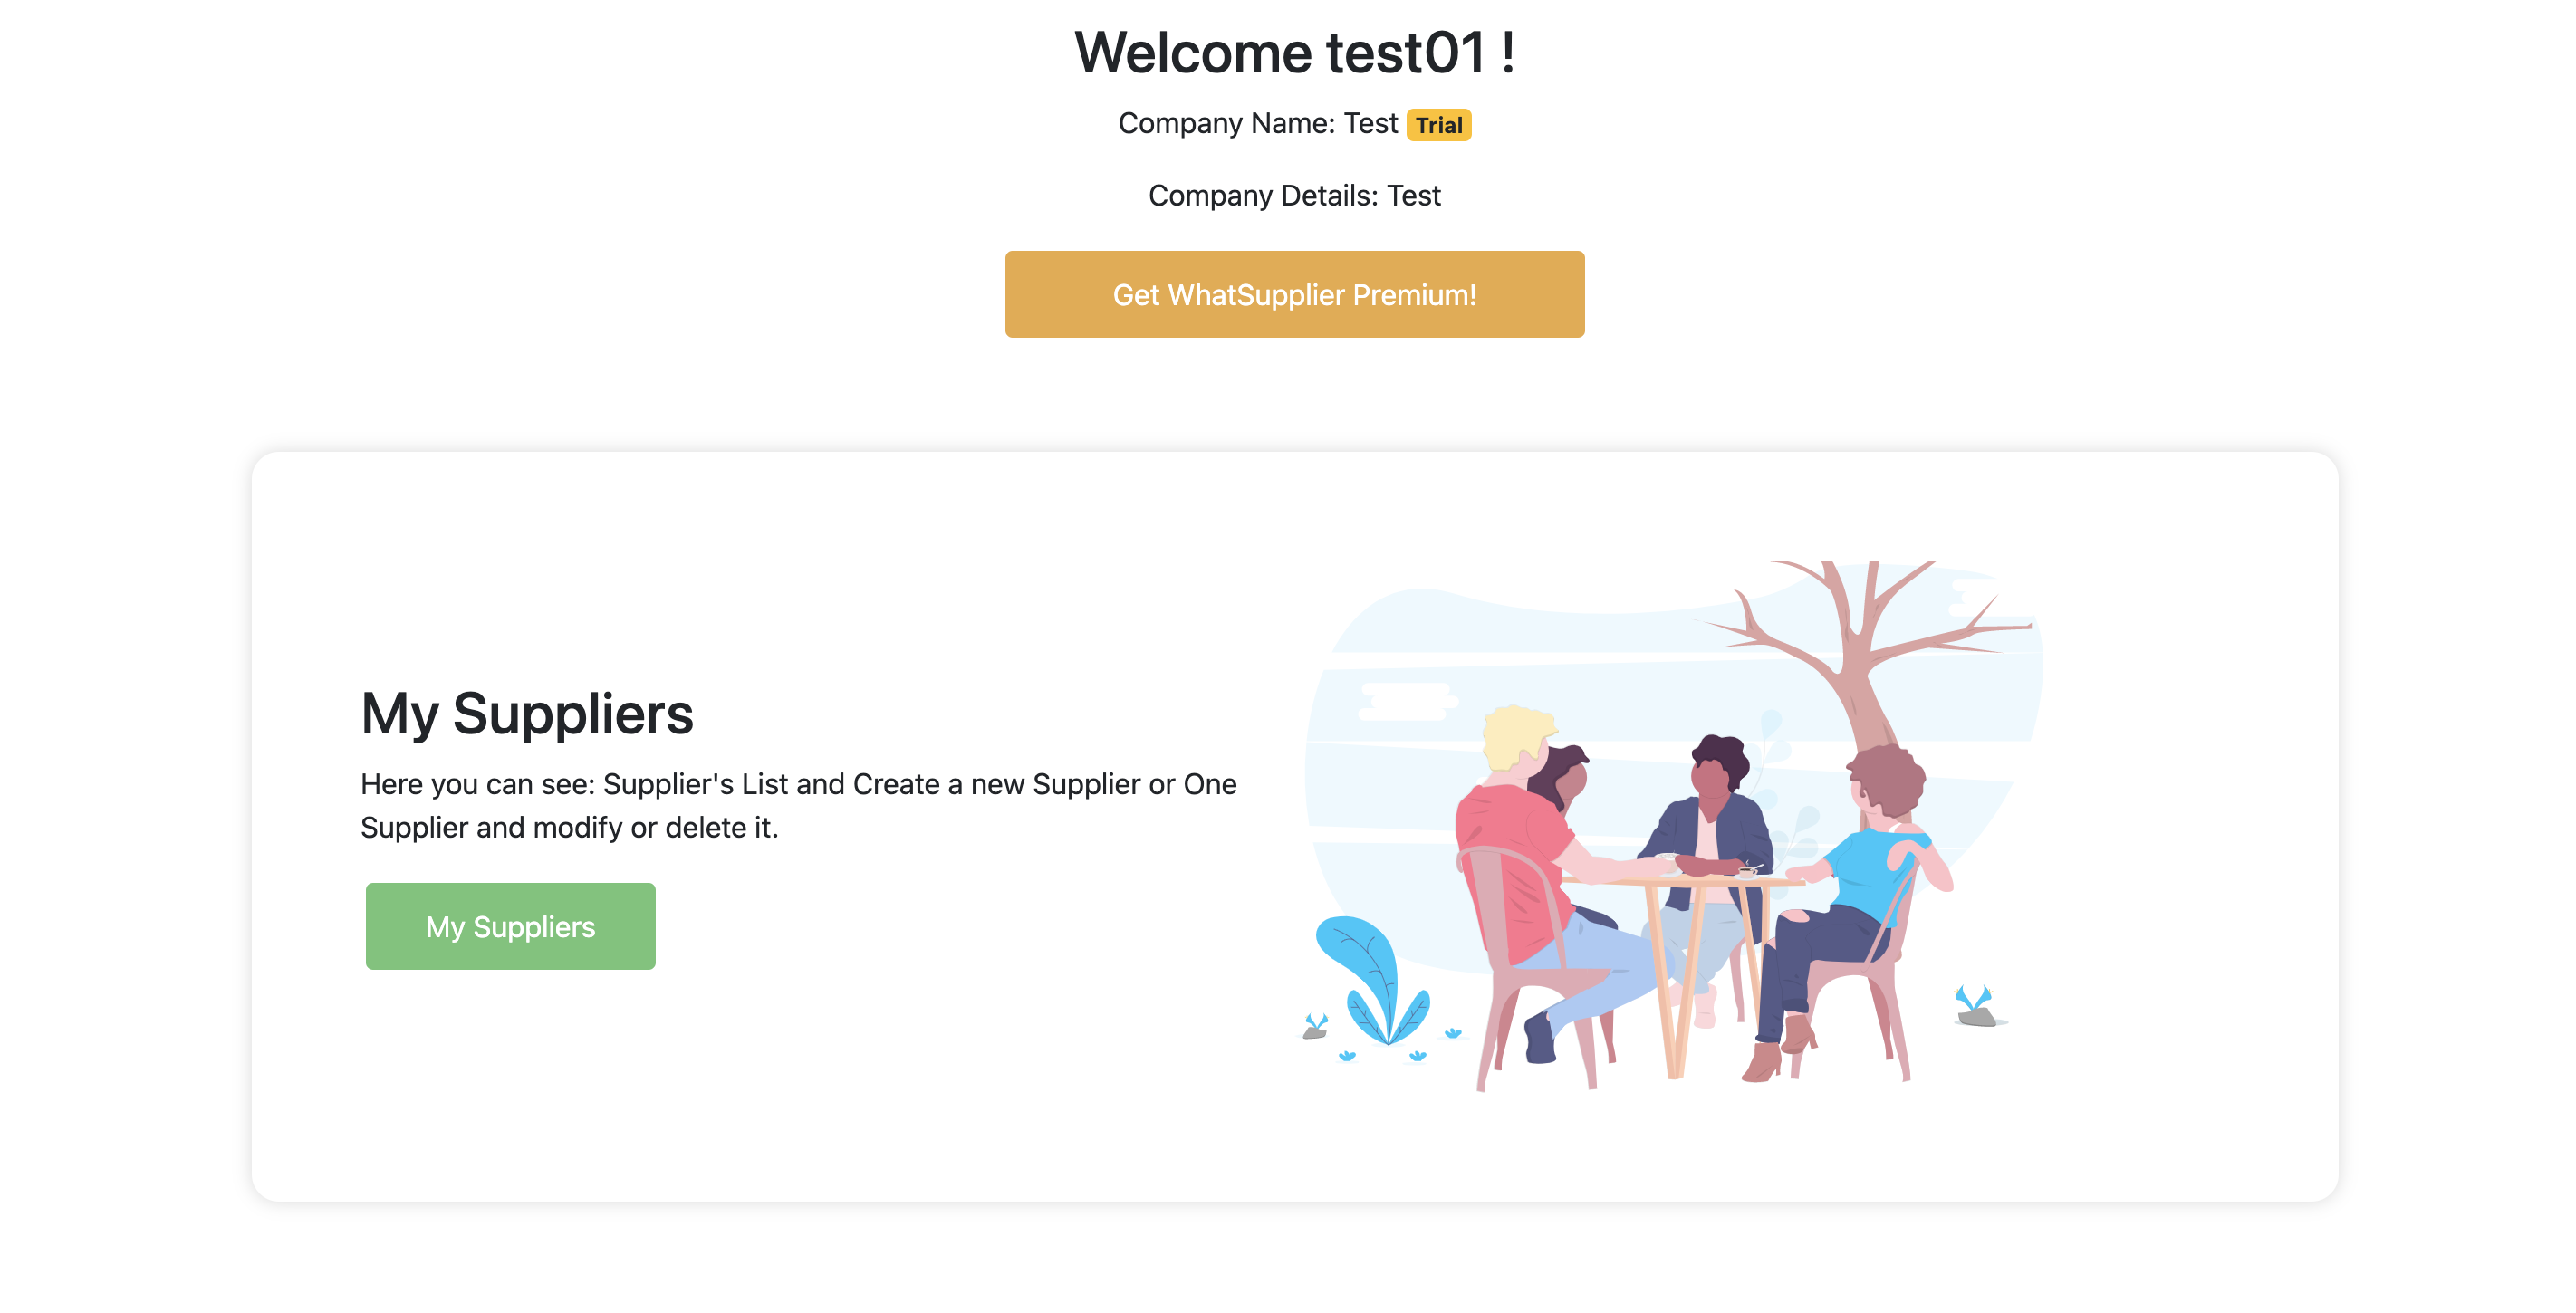 Welcome test01 !
Company Name: Test Trial
Company Details: Test
Get WhatSupplier Premium!
My Suppliers
Here you can see: Supplier's List and Create a new Supplier or One
Supplier and modify or delete it.
My Suppliers